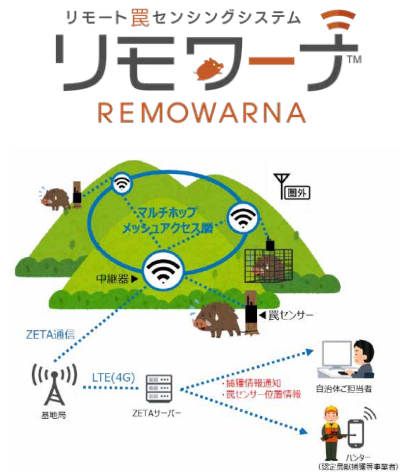 リモート罠センシングシステム
リモワーナ™
REMOWARNA
圏外
マルチホップ
メッシュアクセス網
中継器▶
◀罠センサー
ZETA通信
LTE(4G)
基地局
ZETAサーバー
・捕獲情報通知
・罠センサー位置情報
自治体ご担当者
ハンター
(認定鳥獣捕獲等事業者)